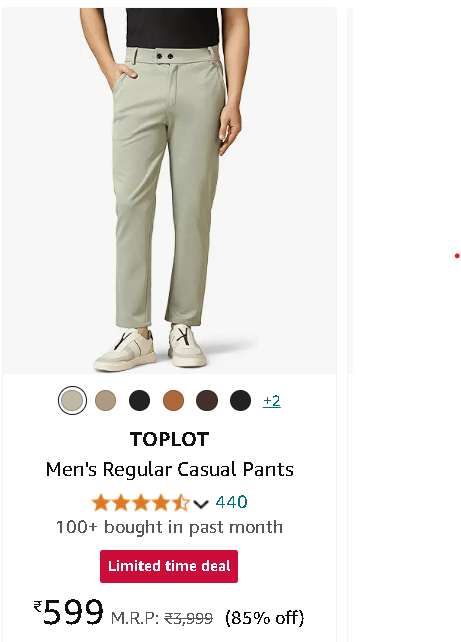 +2
TOPLOT
Men's Regular Casual Pants
440
100+ bought in past month
Limited time deal
₹599 M.R.P: ₹3,999 (85% off)